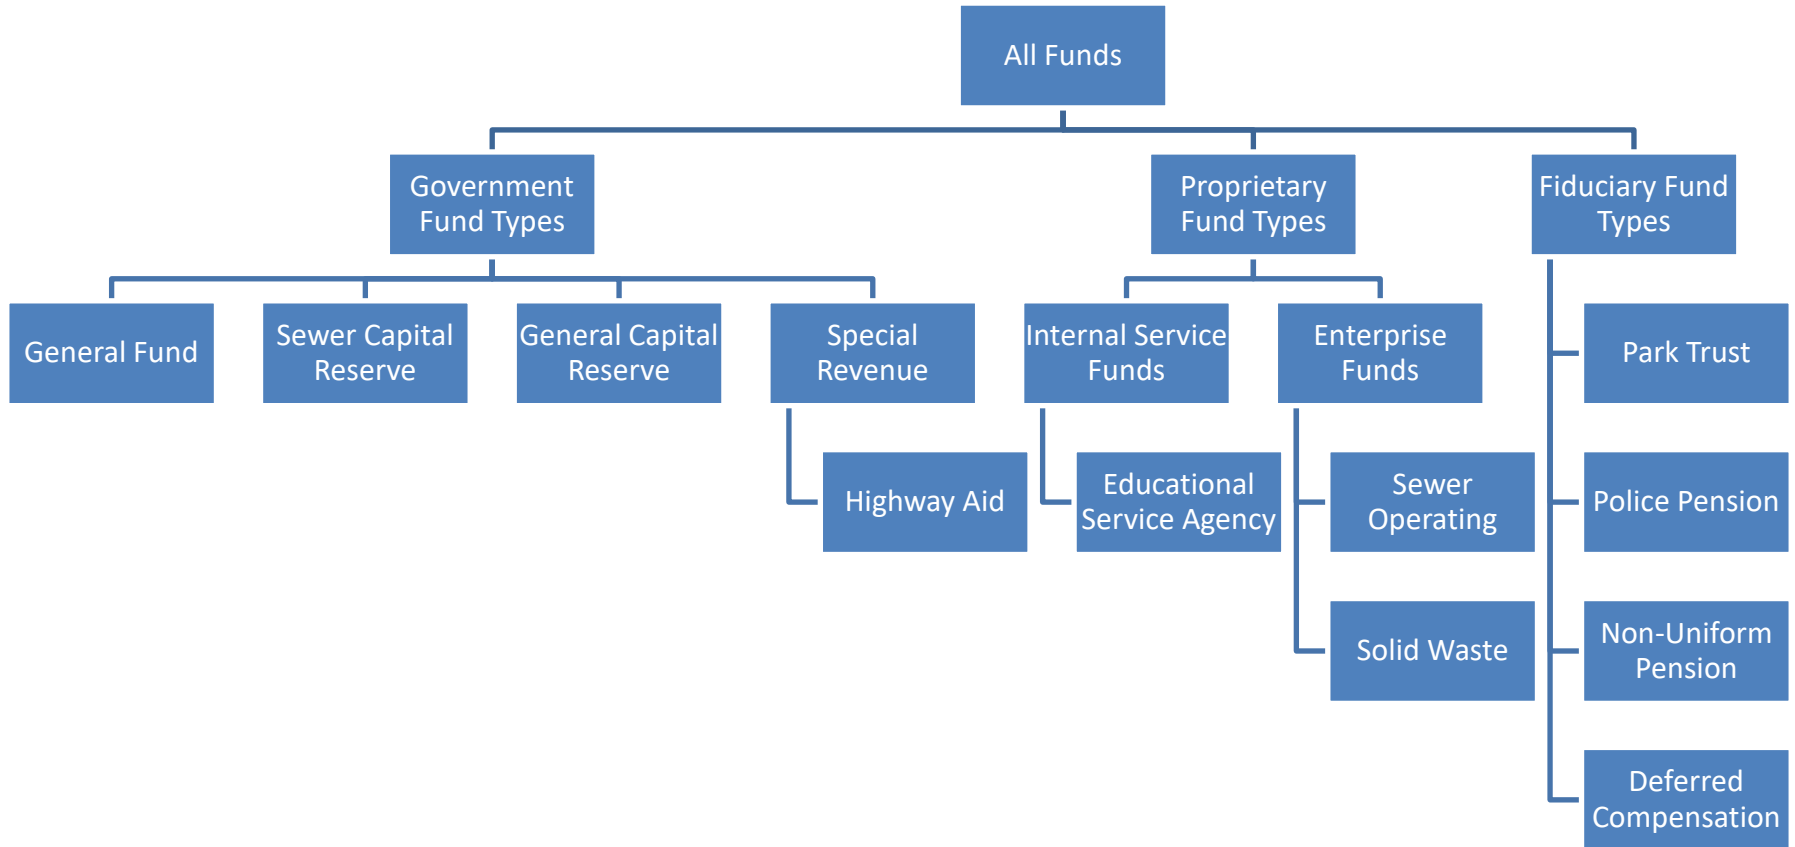 All Funds
Government
Fund Types
Proprietary
Fund Types
Fiduciary Fund
Types
General Fund
Sewer Capital
Reserve
General Capital
Reserve
Special
Revenue
Internal Service
Funds
Enterprise
Funds
Park Trust
Highway Aid
Educational
Service Agency
Sewer
Operating
Police Pension
Solid Waste
Non-Uniform
Pension
Deferred
Compensation